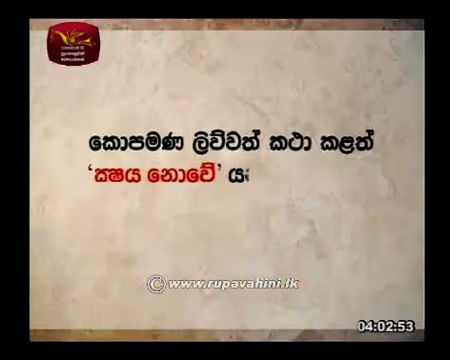 කොපමණ ලිව්වත් කථා කළත්
‘ක්ෂය නොවේ’ ය
© www.rupavahini.lk
04:02:53